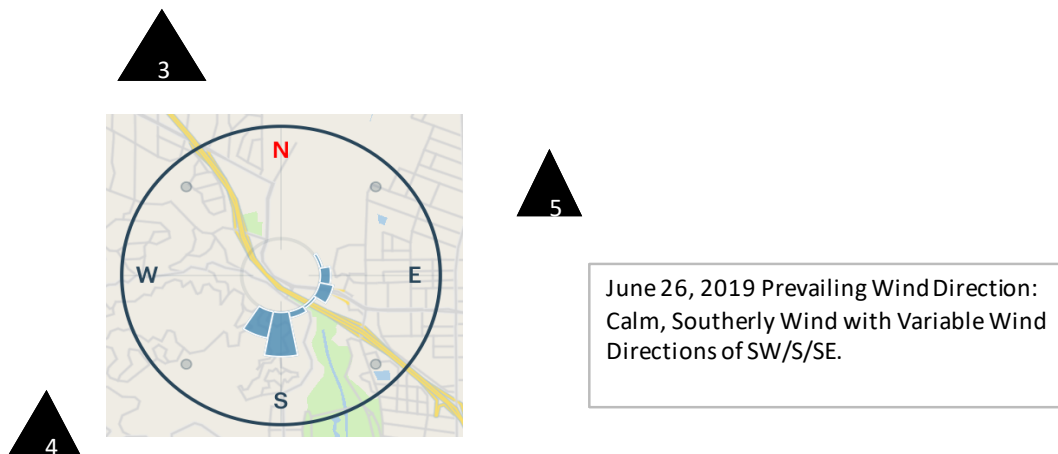 3
N
5
W
E
June 26, 2019 Prevailing Wind Direction:
Calm, Southerly Wind with Variable Wind
Directions of SW/S/SE.
S
4